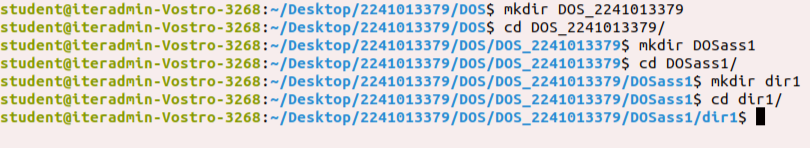 student@iteradmin-Vostro-3268:~/Desktop/2241013379/DOS$ mkdir DOS_2241013379
student@iteradmin-Vostro-3268:~/Desktop/2241013379/DOS$ cd DOS_2241013379/
student@iteradmin-Vostro-3268:~/Desktop/2241013379/DOS/DOS_2241013379$ mkdir DOSass1
student@iteradmin-Vostro-3268:~/Desktop/2241013379/DOS/DOS_2241013379$ cd DOSass1/
student@iteradmin-Vostro-3268:~/Desktop/2241013379/DOS/DOS_2241013379/DOSass1$ mkdir dir1
student@iteradmin-Vostro-3268:~/Desktop/2241013379/DOS/DOS_2241013379/DOSass1$ cd dir1/
student@iteradmin-Vostro-3268:~/Desktop/2241013379/DOS/DOS_2241013379/DOSass1/dir1$